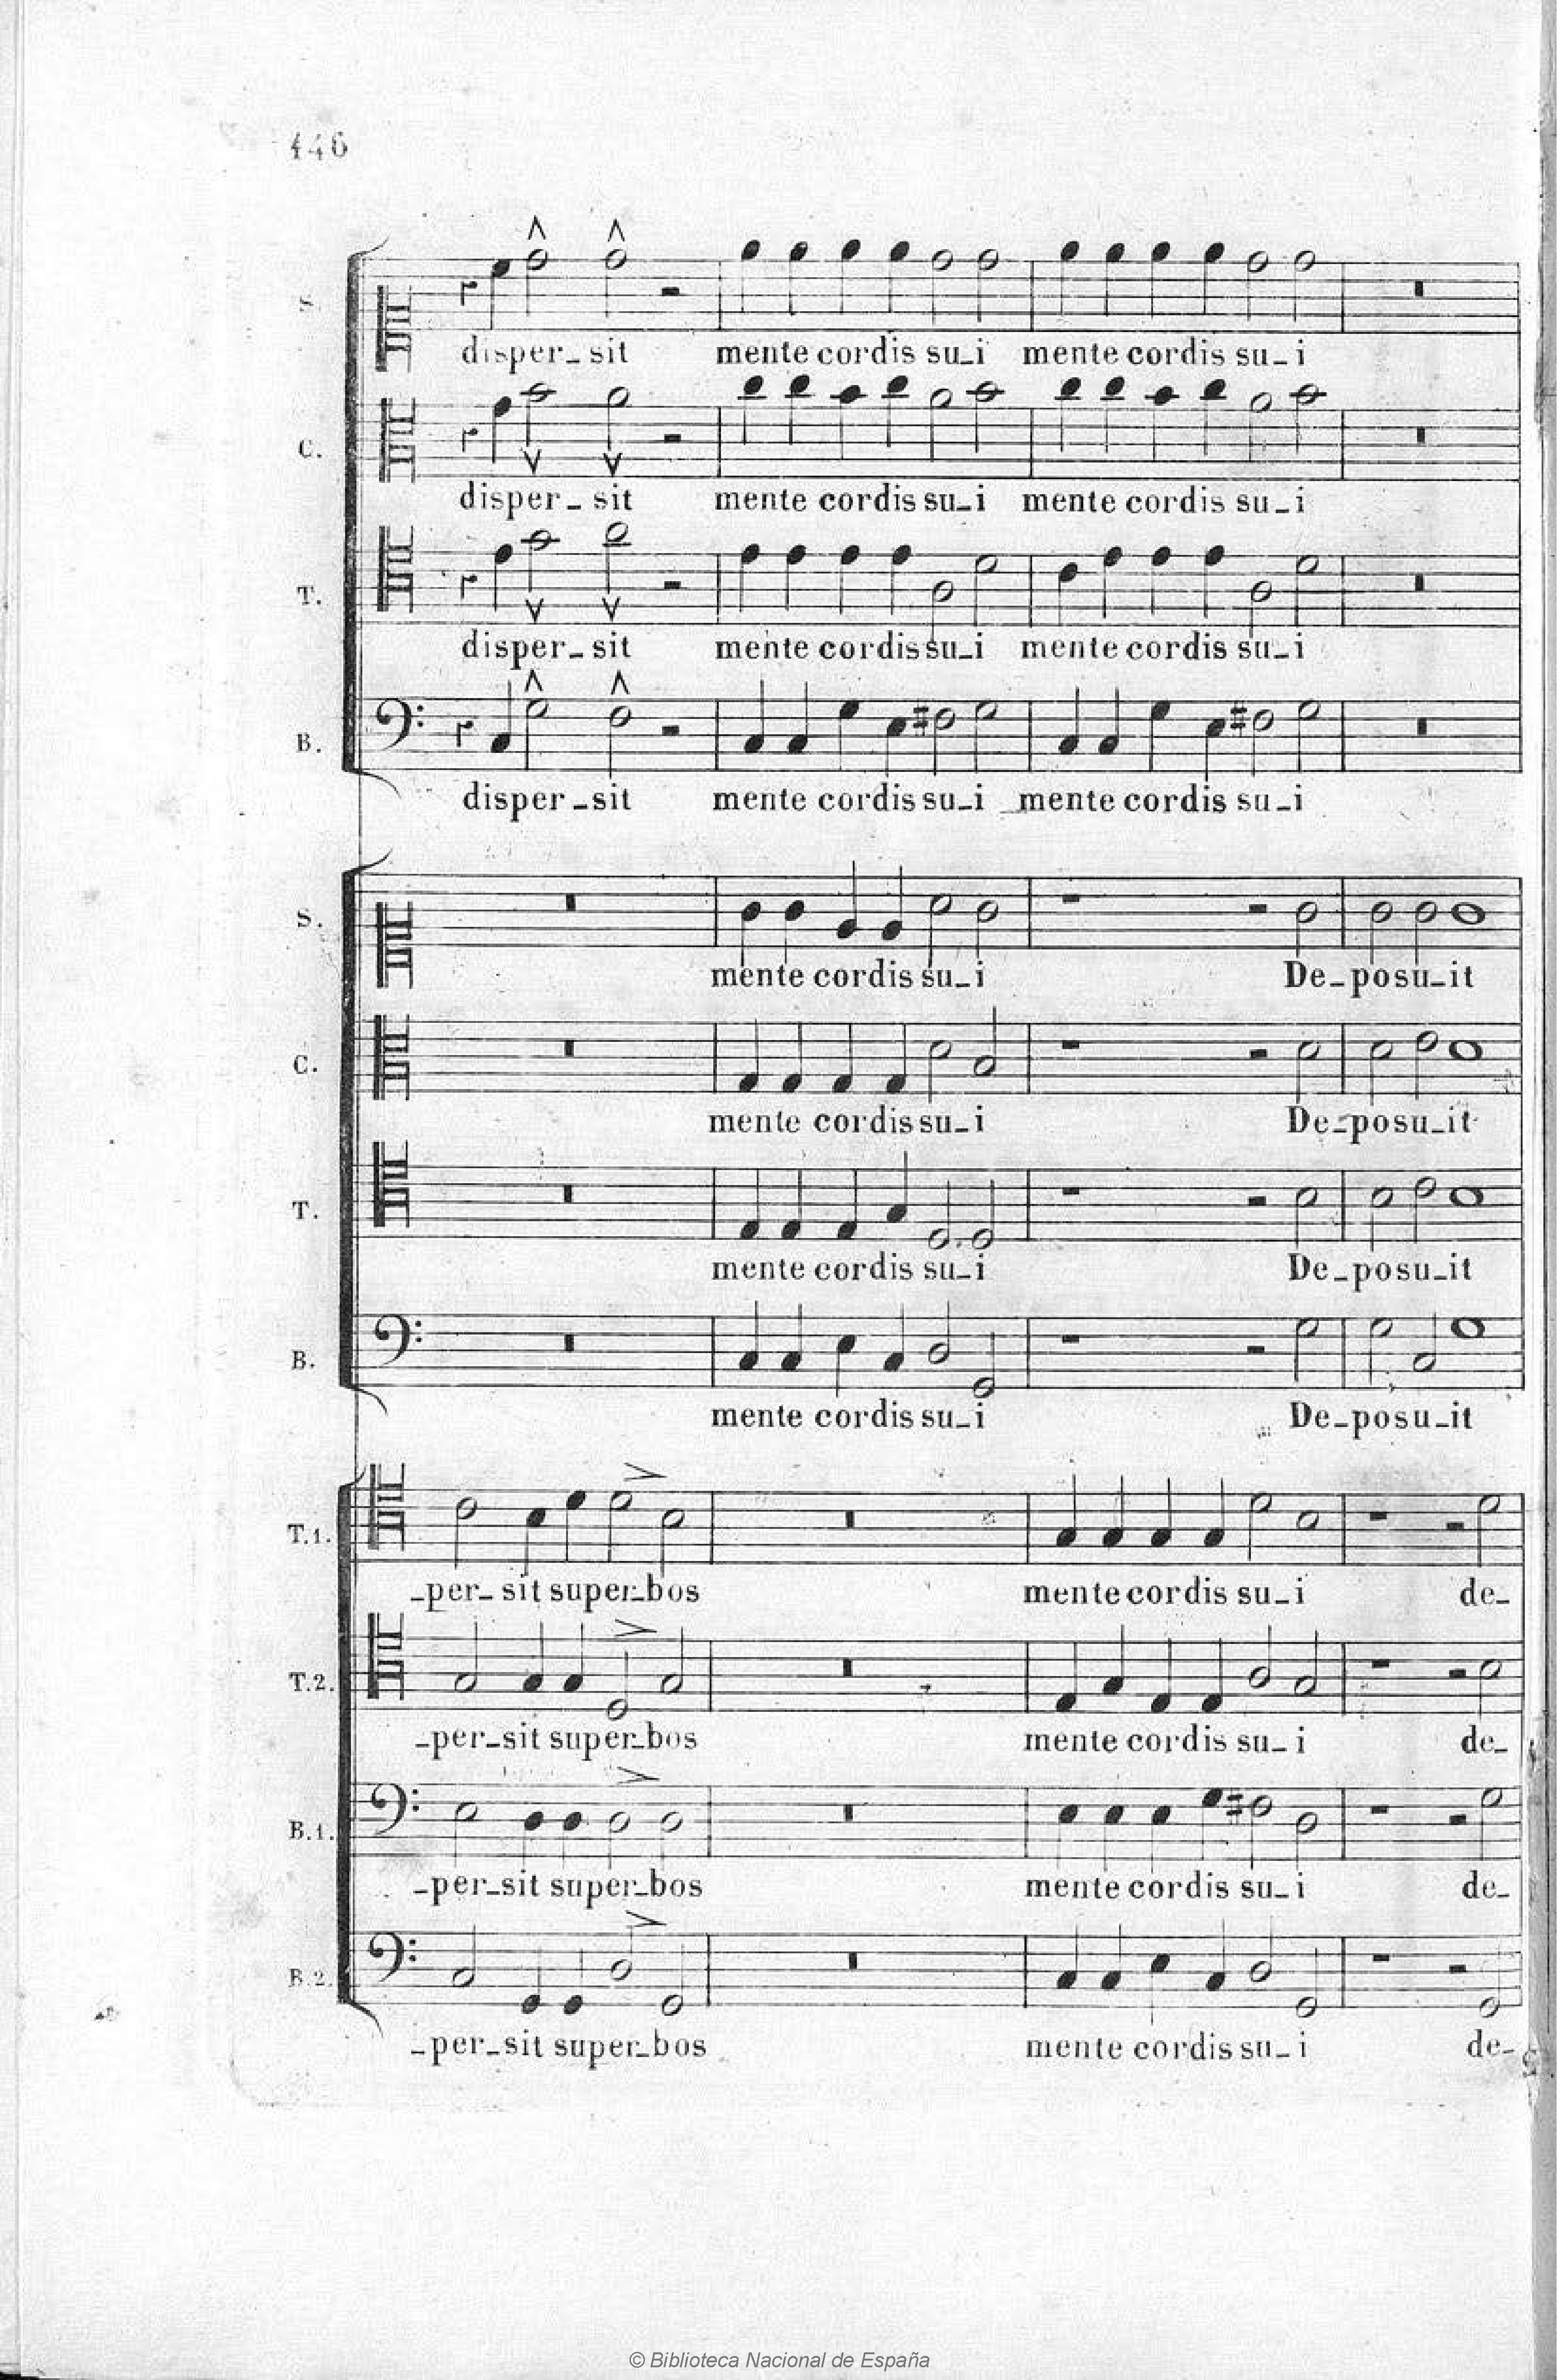 446
S.
disper_sit mente cordis su_i mente cordis su_i
C.
disper_sit mente cordis su_i mente cordis su_i
T.
disper_sit mente cordis su_i mente cordis su_i
B.
disper_sit mente cordis su_i mente cordis su_i
S.
mente cordis su_i De_posu_it
C.
mente cordis su_i De_posu_it
T.
mente cordis su_i De_posu_it
B.
mente cordis su_i De_posu_it
T.1.
_per_sit super_bos mente cordis su_i de_
T.2.
_per_sit super_bos mente cordis su_i de_
B.1.
_per_sit super_bos mente cordis su_i de_
B.2.
_per_sit super_bos mente cordis su_i de_
© Biblioteca Nacional de España